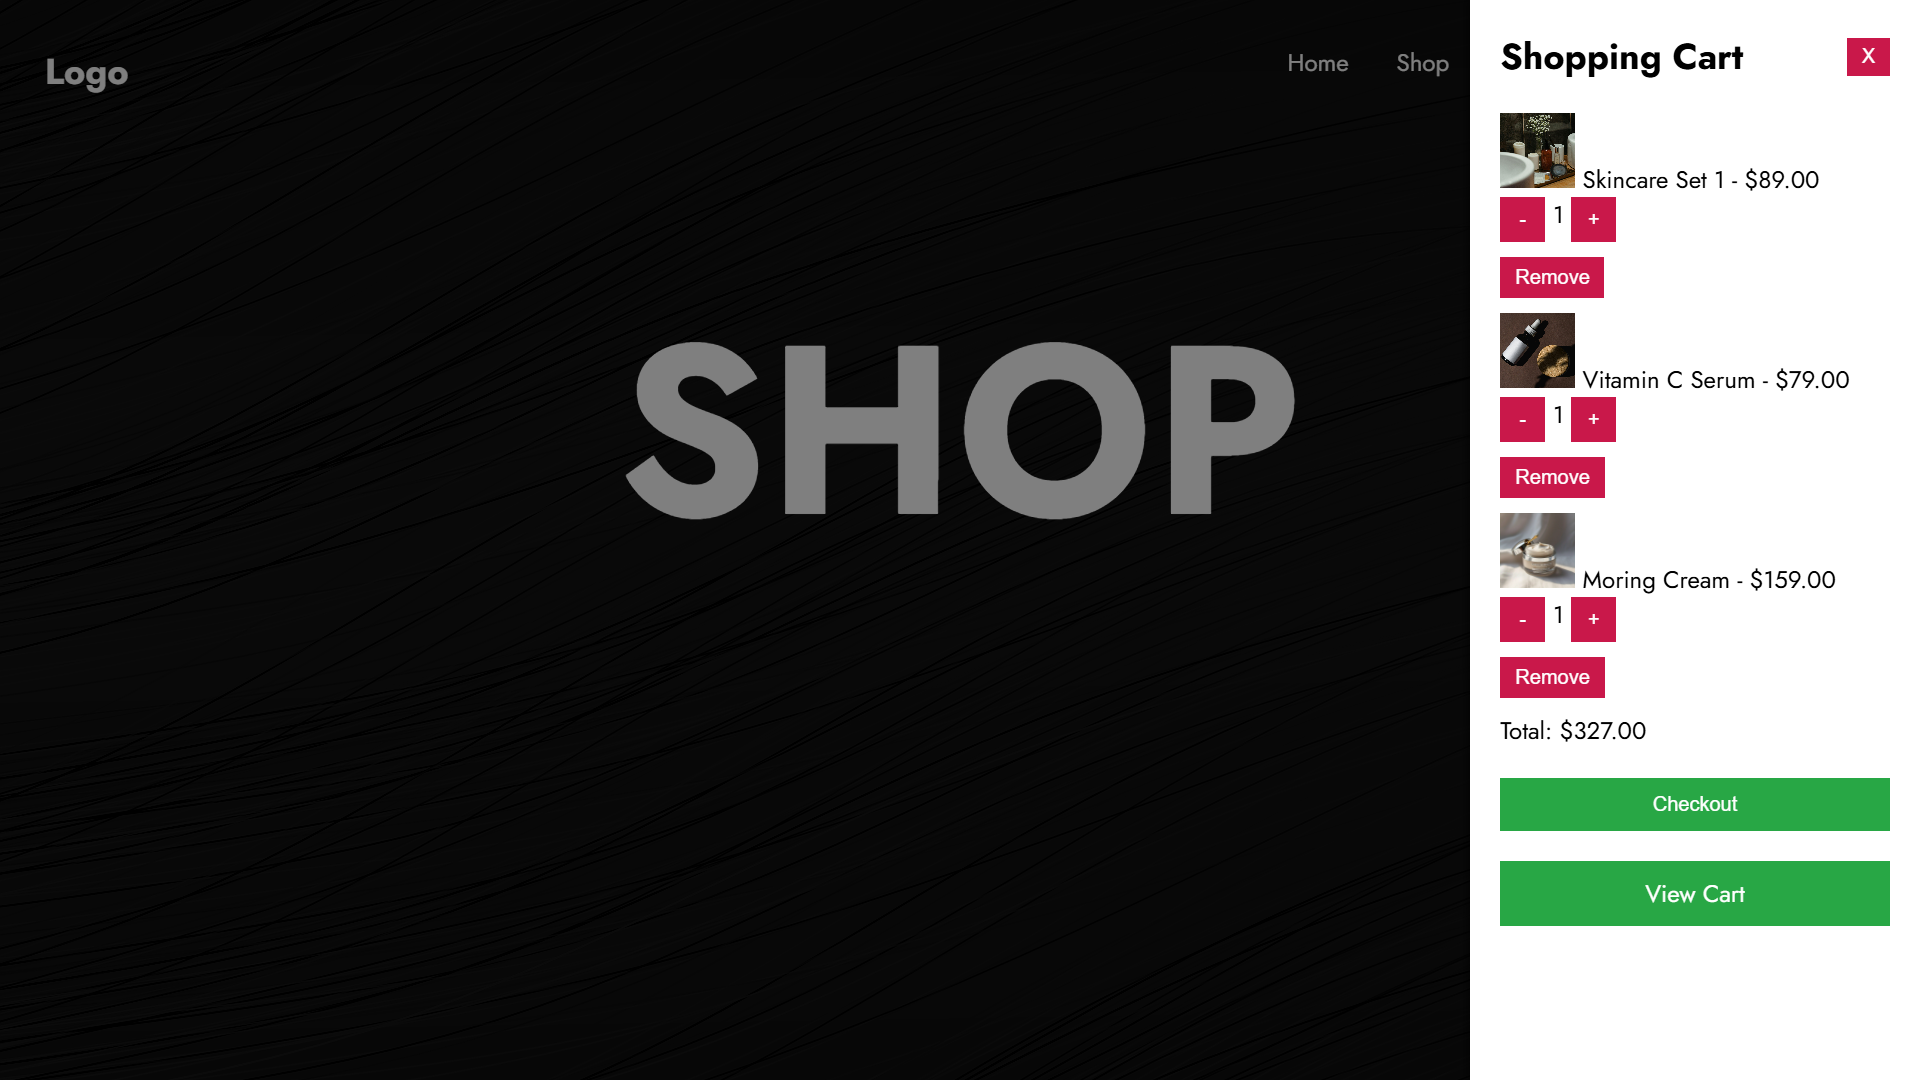 Logo
Home
Shop
SHOP
Shopping Cart
X
Skincare Set 1 - $89.00
- 1 +
Remove
Vitamin C Serum - $79.00
- 1 +
Remove
Moring Cream - $159.00
- 1 +
Remove
Total: $327.00
Checkout
View Cart